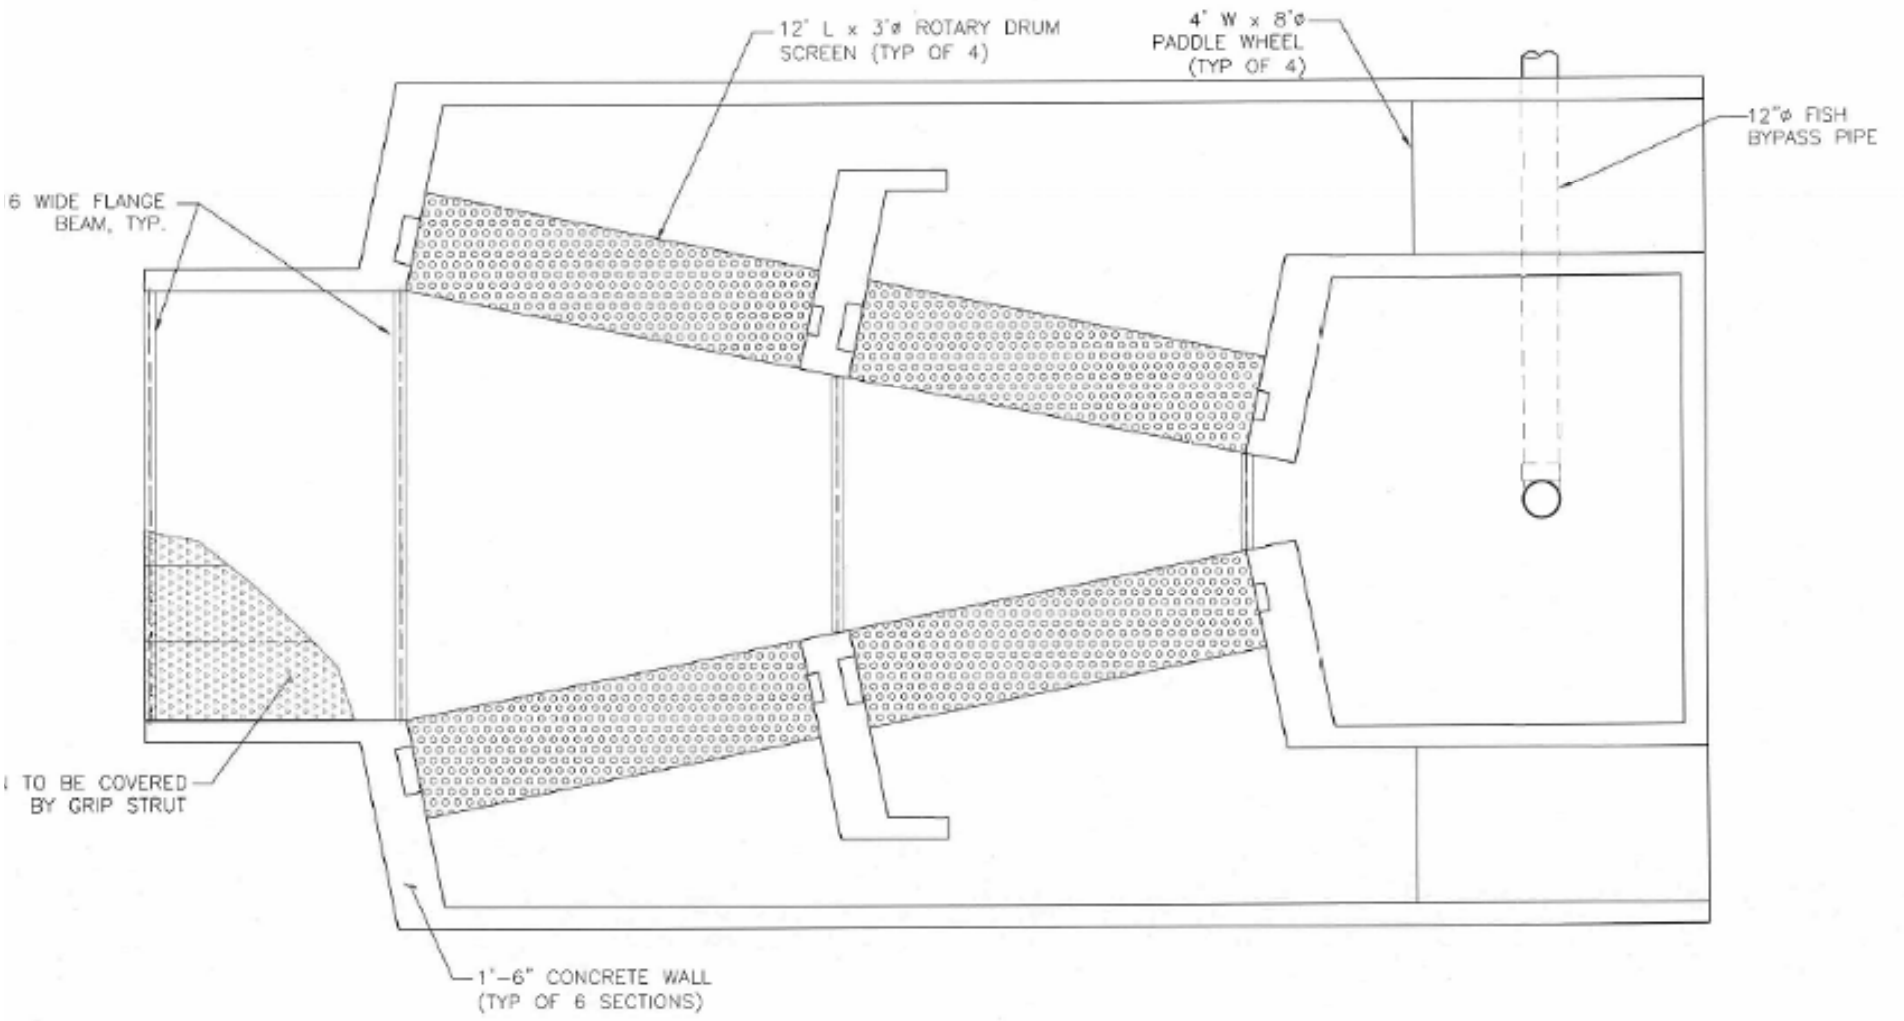 12' L x 3'ø ROTARY DRUM
SCREEN (TYP OF 4)
4' W x 8'ø
PADDLE WHEEL
(TYP OF 4)
12"ø FISH
BYPASS PIPE
6 WIDE FLANGE
BEAM, TYP.
TO BE COVERED
BY GRIP STRUT
1'-6" CONCRETE WALL
(TYP OF 6 SECTIONS)